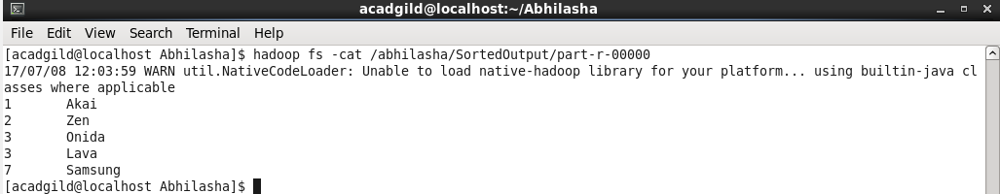 acadgild@localhost:~/Abhilasha
File Edit View Search Terminal Help
[acadgild@localhost Abhilasha]$ hadoop fs -cat /abhilasha/SortedOutput/part-r-00000
17/07/08 12:03:59 WARN util.NativeCodeLoader: Unable to load native-hadoop library for your platform... using builtin-java cl
asses where applicable
1 Akai
2 Zen
3 Onida
3 Lava
7 Samsung
[acadgild@localhost Abhilasha]$